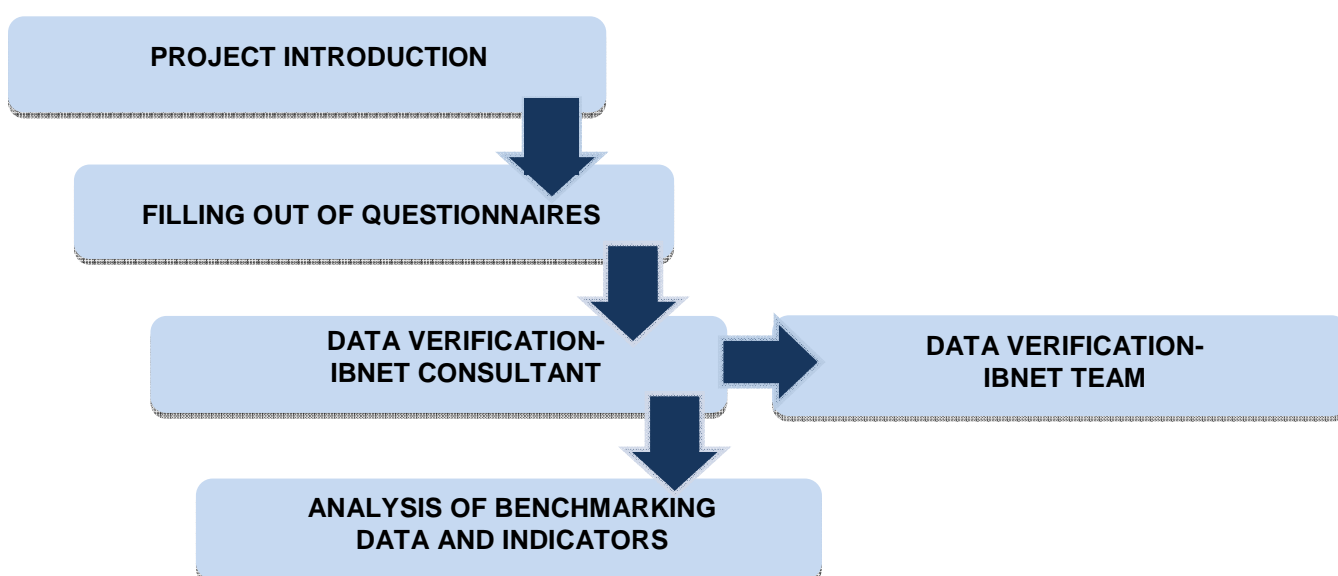 PROJECT INTRODUCTION
FILLING OUT OF QUESTIONNAIRES
DATA VERIFICATION-
IBNET CONSULTANT
DATA VERIFICATION-
IBNET TEAM
ANALYSIS OF BENCHMARKING
DATA AND INDICATORS